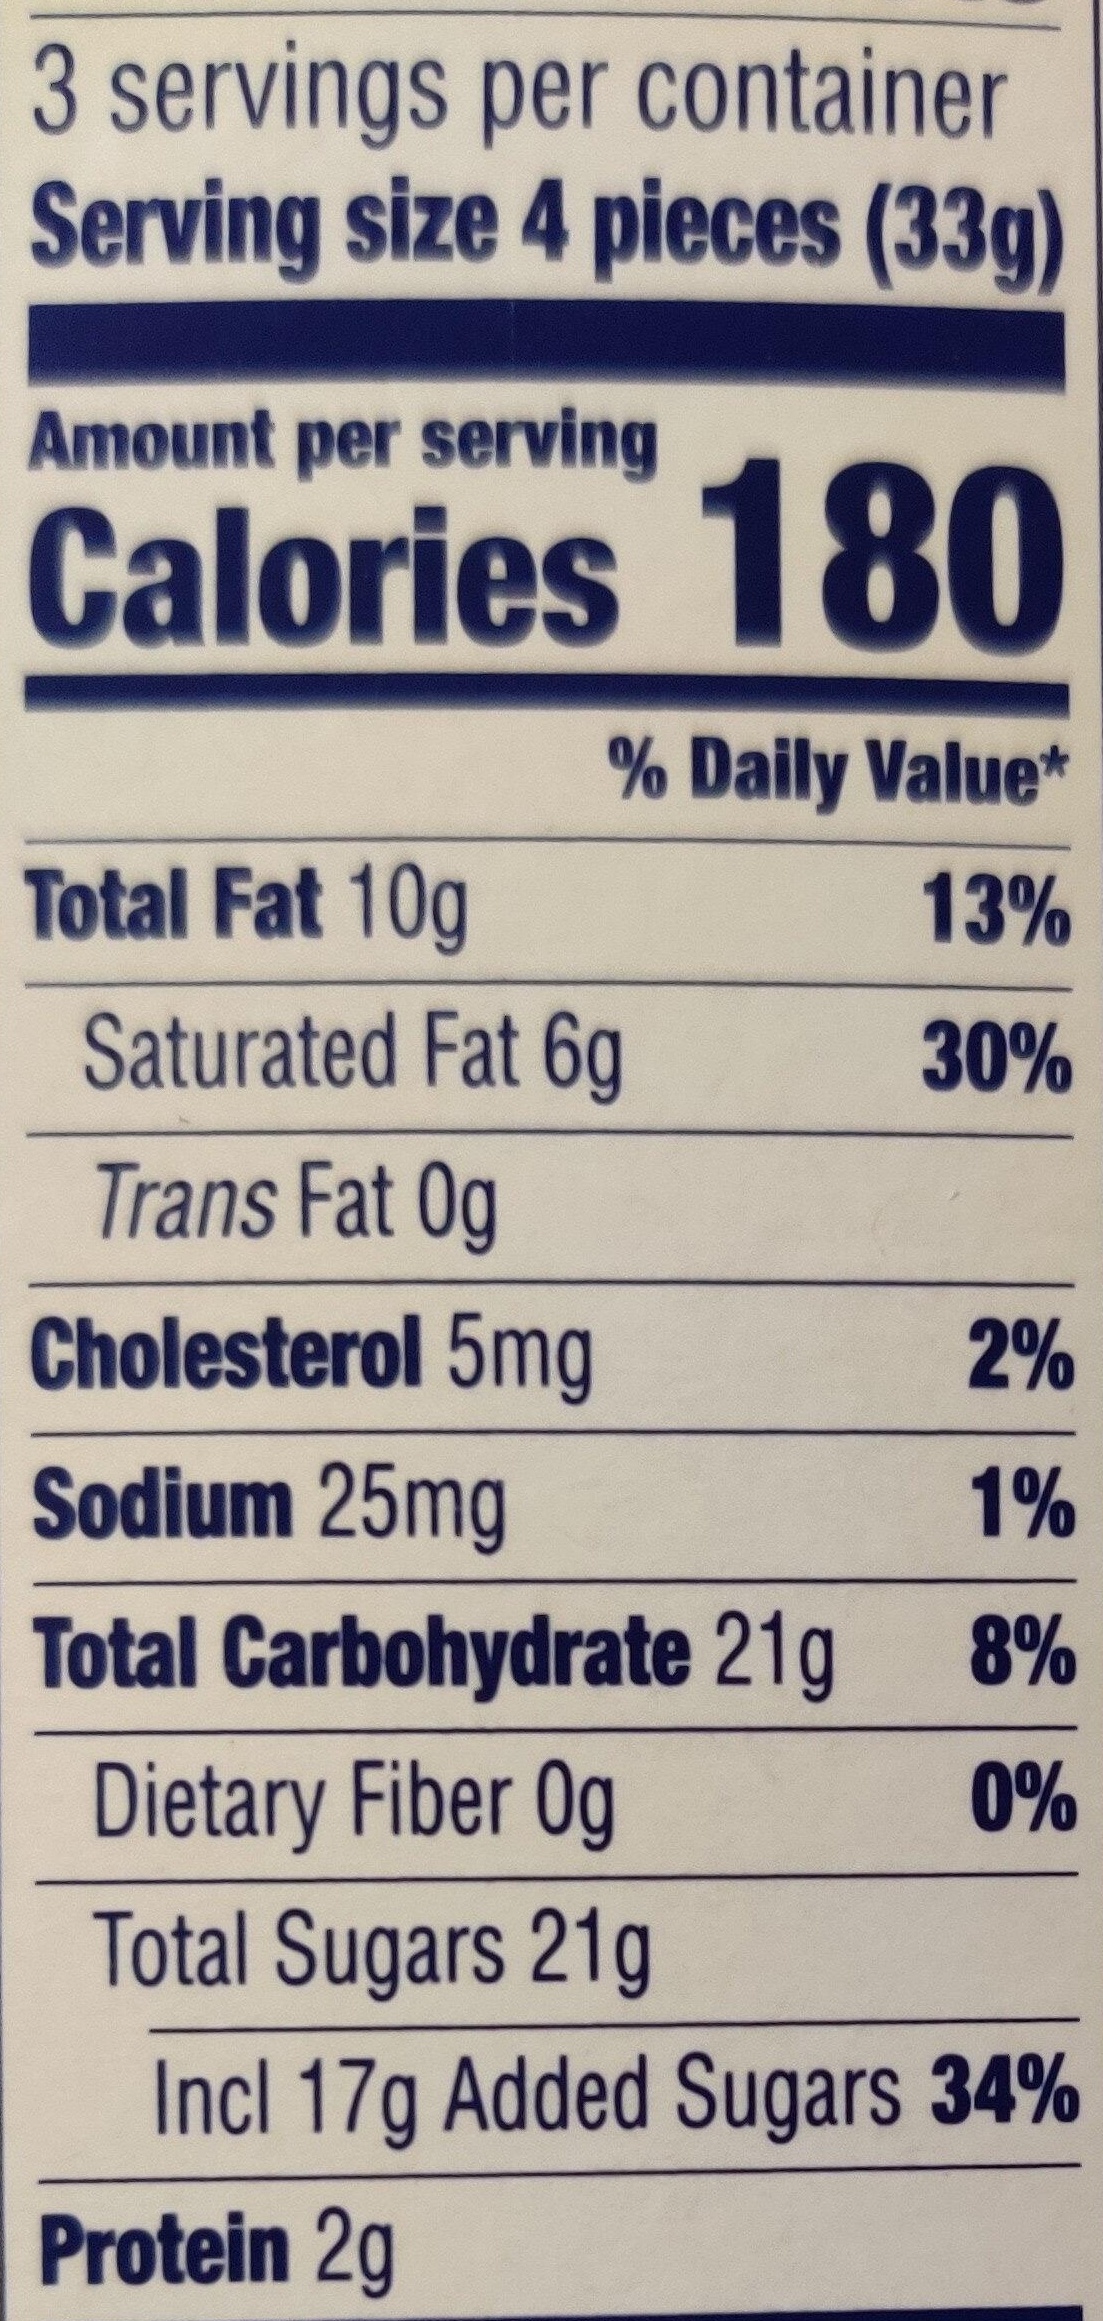 3 servings per container
Serving size 4 pieces (33g)
Amount per serving
Calories 180
% Daily Value*
Total Fat 10g 13%
Saturated Fat 6g 30%
Trans Fat 0g
Cholesterol 5mg 2%
Sodium 25mg 1%
Total Carbohydrate 21g 8%
Dietary Fiber 0g 0%
Total Sugars 21g
Incl 17g Added Sugars 34%
Protein 2g